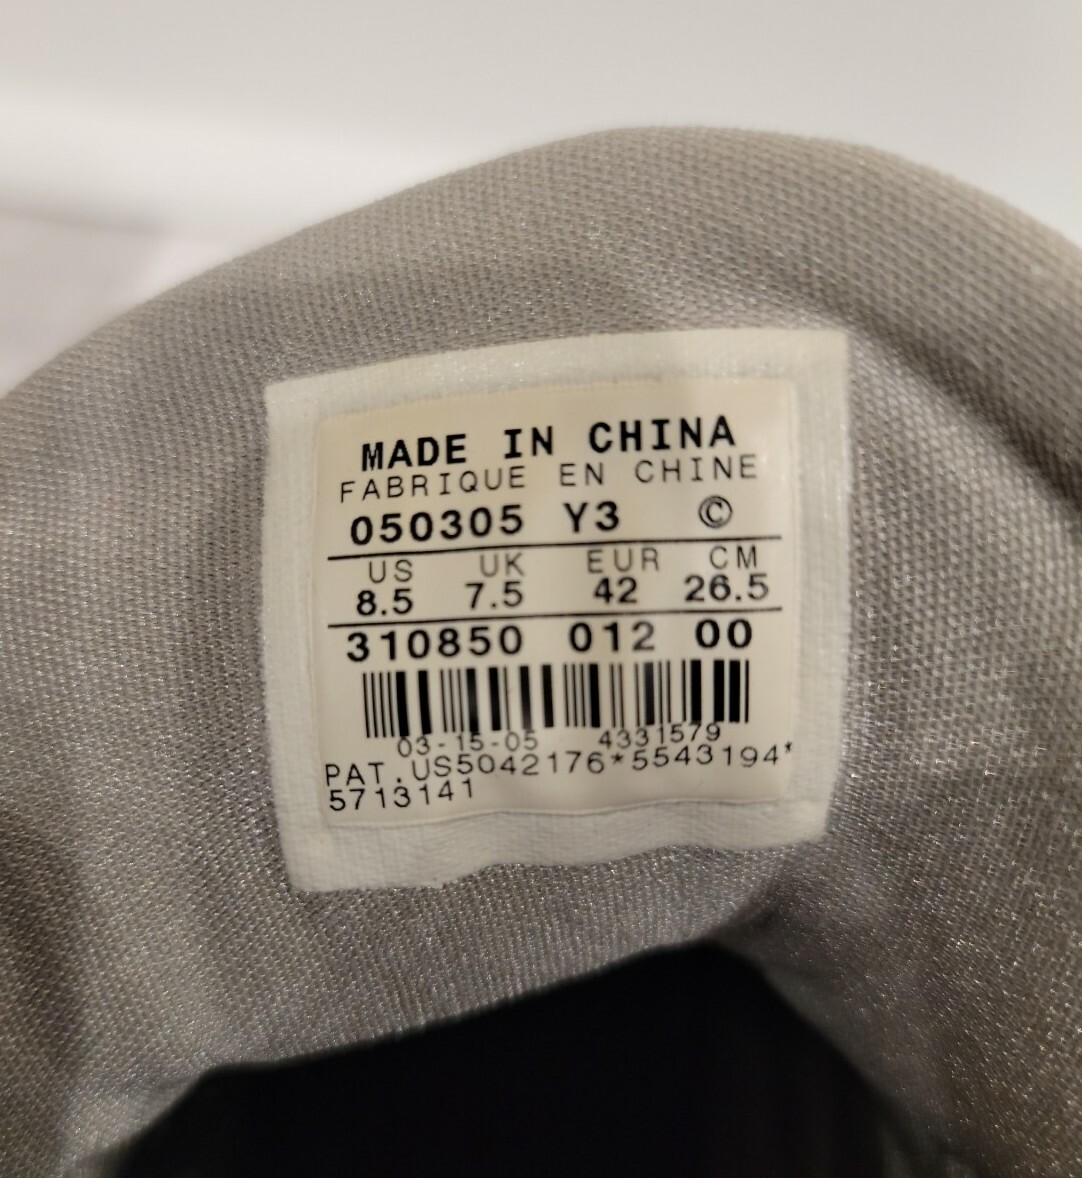 MADE IN CHINA
FABRIQUE EN CHINE
050305 Y3 ©
US UK EUR CM
8.5 7.5 42 26.5
310850 012 00
03-15-05 4331579
PAT.US5042176*5543194*
5713141